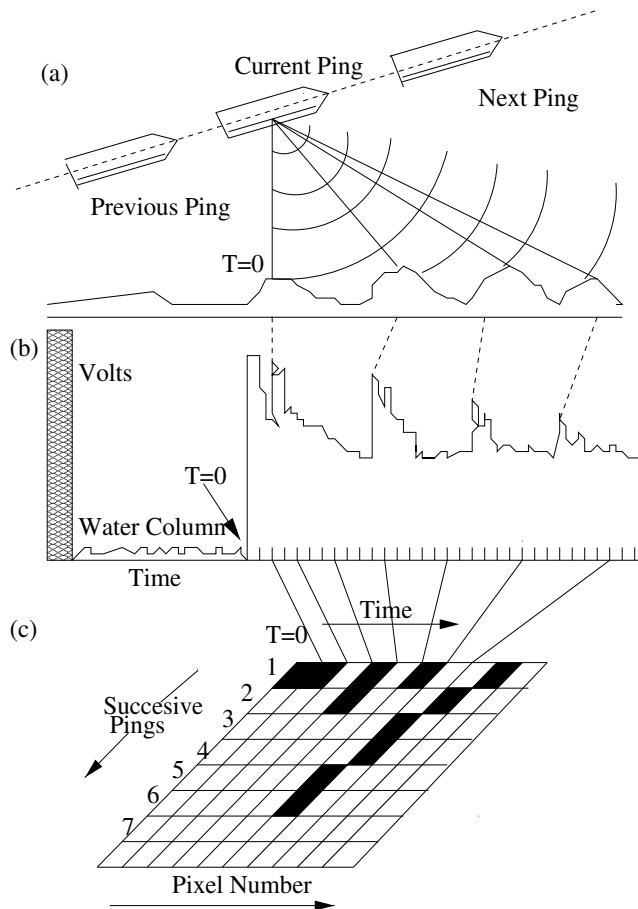 (a)
Current Ping
Next Ping
Previous Ping
T=0
(b)
Volts
T=0
Water Column
Time
(c)
Time
T=0
1
2
Succesive
Pings
3
4
5
6
7
Pixel Number